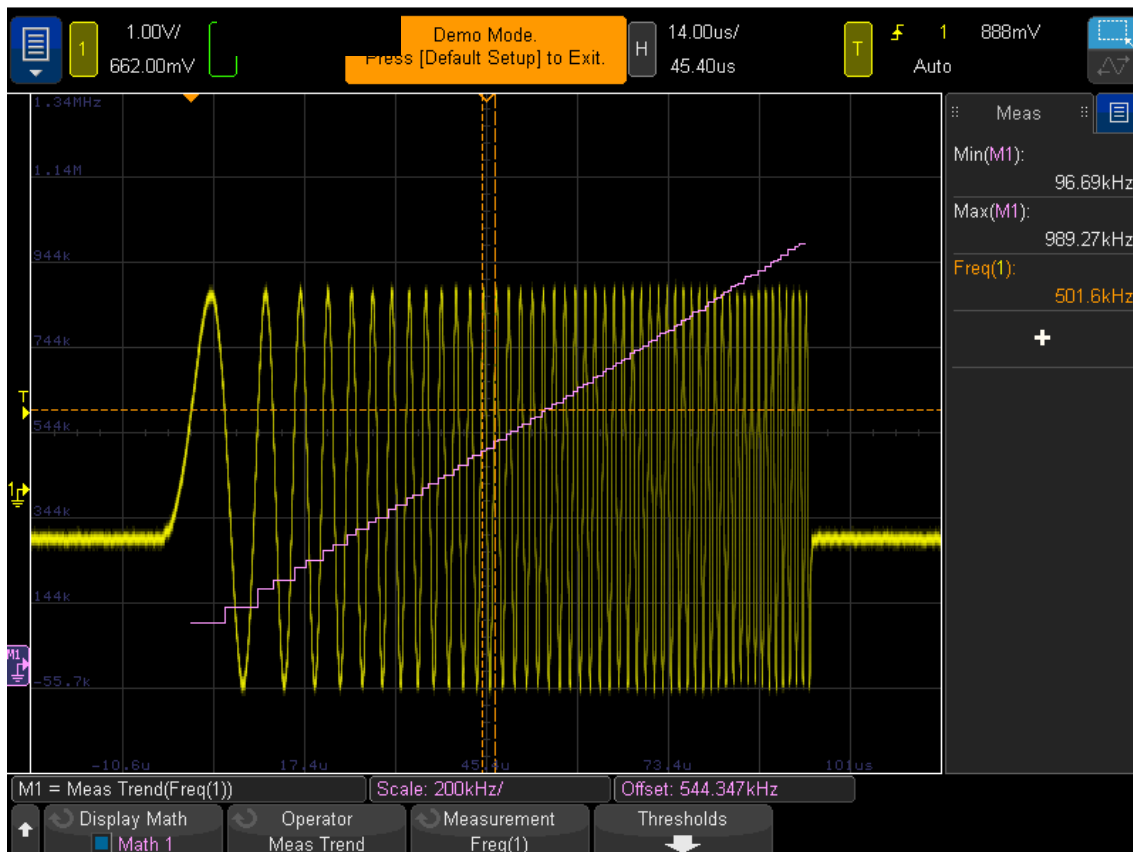 1
1.00V/
662.00mV
Demo Mode.
Press [Default Setup] to Exit.
H
14.00us/
45.40us
T
1
888mV
Auto
1.34MHz
1.14M
944k
744k
544k
344k
144k
-55.7k
T
1
M1
-10.6u
17.4u
73.4u
101us
Meas
Min(M1):
96.69kHz
Max(M1):
989.27kHz
Freq(1):
501.6kHz
M1 = Meas Trend(Freq(1))
Scale: 200kHz/
Offset: 544.347kHz
Display Math
Math 1
Operator
Meas Trend
Measurement
Freq(1)
Thresholds